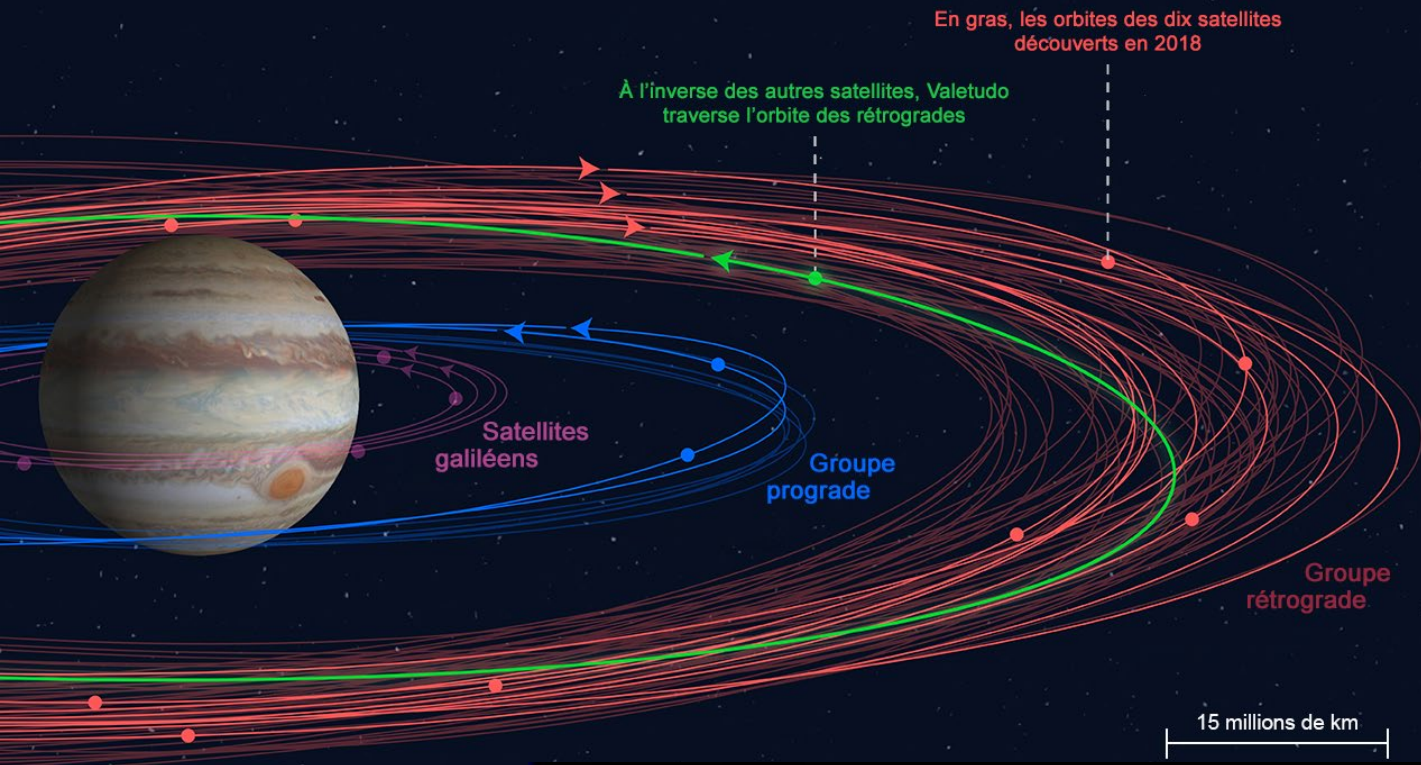 En gras, les orbites des dix satellites
découverts en 2018
À l'inverse des autres satellites, Valetudo
traverse l'orbite des rétrogrades
Satellites
galiléens
Groupe
prograde
Groupe
rétrograde
15 millions de km